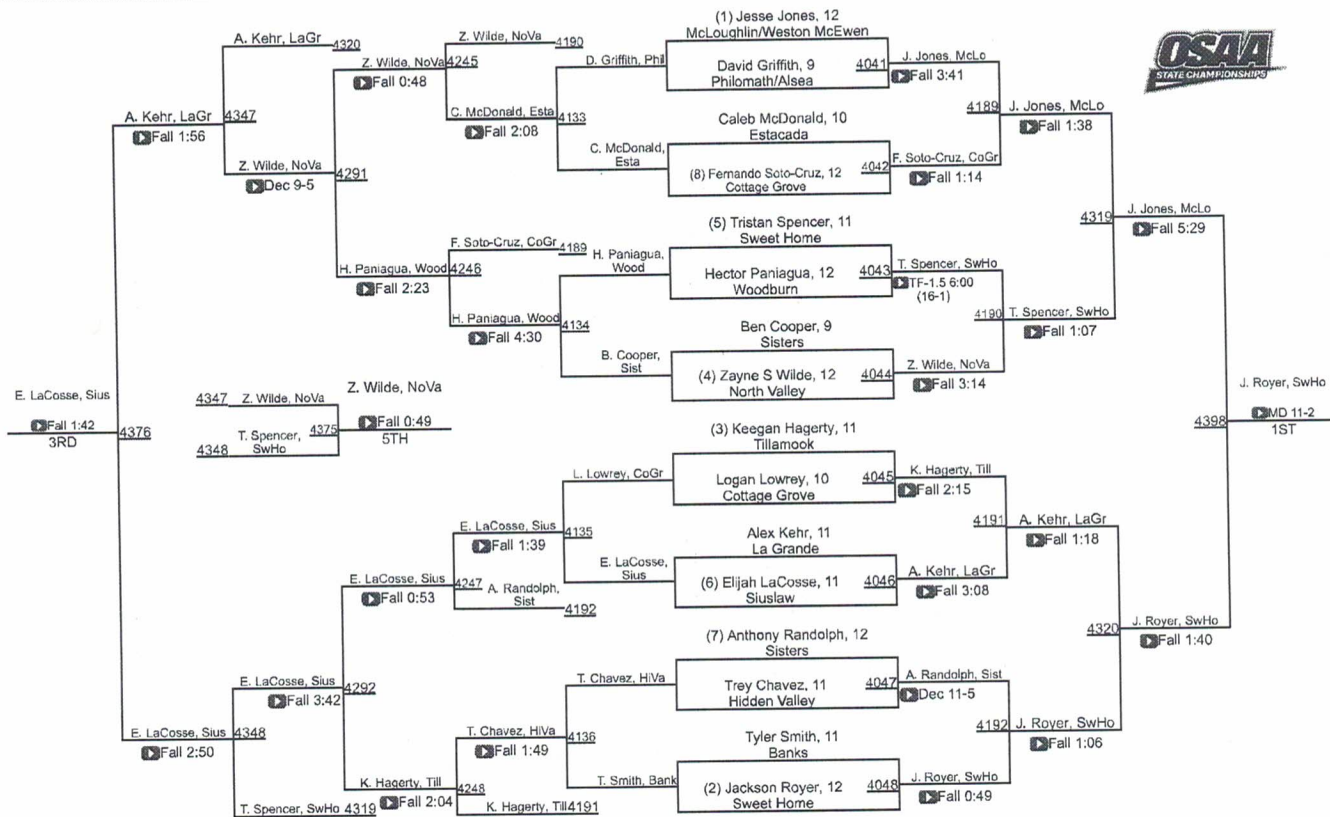 (1) Jesse Jones, 12
McLoughlin/Weston McEwen
David Griffith, 9
Philomath/Alsea
4041
J. Jones, McLo
Fall 3:41
Caleb McDonald, 10
Estacada
(8) Fernando Soto-Cruz, 12
Cottage Grove
4042
F. Soto-Cruz, CoGr
Fall 1:14
4189
J. Jones, McLo
Fall 1:38
(5) Tristan Spencer, 11
Sweet Home
Hector Paniagua, 12
Woodburn
4043
T. Spencer, SwHo
TF-1.5 6:00
(16-1)
Ben Cooper, 9
Sisters
(4) Zayne S Wilde, 12
North Valley
4044
Z. Wilde, NoVa
Fall 3:14
4190
T. Spencer, SwHo
Fall 1:07
4319
J. Jones, McLo
Fall 5:29
(3) Keegan Hagerty, 11
Tillamook
Logan Lowrey, 10
Cottage Grove
4045
K. Hagerty, Till
Fall 2:15
Alex Kehr, 11
La Grande
(6) Elijah LaCosse, 11
Siuslaw
4046
A. Kehr, LaGr
Fall 3:08
4191
A. Kehr, LaGr
Fall 1:18
(7) Anthony Randolph, 12
Sisters
Trey Chavez, 11
Hidden Valley
4047
A. Randolph, Sist
Dec 11-5
Tyler Smith, 11
Banks
(2) Jackson Royer, 12
Sweet Home
4048
J. Royer, SwHo
Fall 0:49
4192
J. Royer, SwHo
Fall 1:06
4320
J. Royer, SwHo
Fall 1:40
4398
J. Royer, SwHo
MD 11-2
1ST
OSAA
STATE CHAMPIONSHIPS
D. Griffith, Phil
C. McDonald,
Esta
4133
C. McDonald, Esta
Fall 2:08
Z. Wilde, NoVa
4190
4245
Z. Wilde, NoVa
Fall 0:48
H. Paniagua,
Wood
B. Cooper,
Sist
4134
H. Paniagua, Wood
Fall 4:30
F. Soto-Cruz, CoGr
4189
4246
H. Paniagua, Wood
Fall 2:23
4291
Z. Wilde, NoVa
Dec 9-5
A. Kehr, LaGr
4320
4347
A. Kehr, LaGr
Fall 1:56
4347
Z. Wilde, NoVa
4348
T. Spencer,
SwHo
4375
Z. Wilde, NoVa
Fall 0:49
5TH
L. Lowrey, CoGr
E. LaCosse,
Sius
4135
E. LaCosse, Sius
Fall 1:39
A. Randolph,
Sist
4192
4247
E. LaCosse, Sius
Fall 0:53
T. Chavez, HiVa
T. Smith, Bank
4136
T. Chavez, HiVa
Fall 1:49
K. Hagerty, Till
4191
4248
K. Hagerty, Till
Fall 2:04
4292
E. LaCosse, Sius
Fall 3:42
T. Spencer, SwHo
4319
4348
E. LaCosse, Sius
Fall 2:50
4376
E. LaCosse, Sius
Fall 1:42
3RD